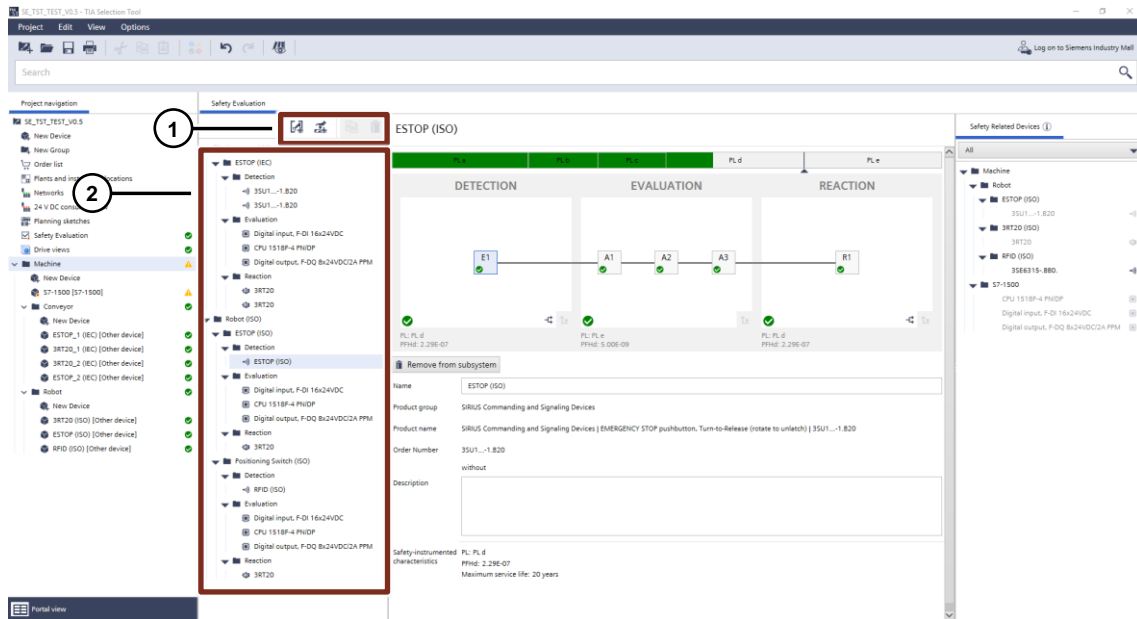 SE_TST_TEST_V0.5 - TIA Selection Tool
Project Edit View Options
Log on to Siemens Industry Mall
Search
Project navigation
SE_TST_TEST_V0.5
New Device
New Group
Order list
Plants and locations
Networks
24 V DC
Planning sketches
Safety Evaluation
Drive views
Machine
New Device
S7-1500 [S7-1500]
Conveyor
New Device
ESTOP_1 (IEC) [Other device]
3RT20_1 (IEC) [Other device]
3RT20_2 (IEC) [Other device]
ESTOP_2 (IEC) [Other device]
Robot
New Device
3RT20 (ISO) [Other device]
ESTOP (ISO) [Other device]
RFID (ISO) [Other device]
Portal view
1
2
Safety Evaluation
ESTOP (IEC)
Detection
3SU1...-1.820
3SU1...-1.820
Evaluation
Digital input, F-DI 16x24VDC
CPU 1518F-4 PN/DP
Digital output, F-DQ 8x24VDC/2A PPM
Reaction
3RT20
3RT20
Robot (ISO)
ESTOP (ISO)
Detection
ESTOP (ISO)
Evaluation
Digital input, F-DI 16x24VDC
CPU 1518F-4 PN/DP
Digital output, F-DQ 8x24VDC/2A PPM
Reaction
3RT20
Positioning Switch (ISO)
Detection
RFID (ISO)
Evaluation
Digital input, F-DI 16x24VDC
CPU 1518F-4 PN/DP
Digital output, F-DQ 8x24VDC/2A PPM
Reaction
3RT20
ESTOP (ISO)
PL a PL b PL c PL d PL e
DETECTION EVALUATION REACTION
E1 A1 A2 A3 R1
PL: PL d
PFHd: 2.29E-07
PL: PL e
PFHd: 5.00E-09
PL: PL d
PFHd: 2.29E-07
Remove from subsystem
Name ESTOP (ISO)
Product group SIRIUS Commanding and Signaling Devices
Product name SIRIUS Commanding and Signaling Devices | EMERGENCY STOP pushbutton, Turn-to-Release (rotate to unlatch) | 3SU1...-1.820
Order Number 3SU1...-1.820
without
Description
Safety-instrumented characteristics
PL: PL d
PFHd: 2.29E-07
Maximum service life: 20 years
Safety Related Devices
All
Machine
Robot
ESTOP (ISO)
3SU1...-1.820
3RT20 (ISO)
3RT20
RFID (ISO)
3SE6315-.880.
S7-1500
CPU 1518F-4 PN/DP
Digital input, F-DI 16x24VDC
Digital output, F-DQ 8x24VDC/2A PPM